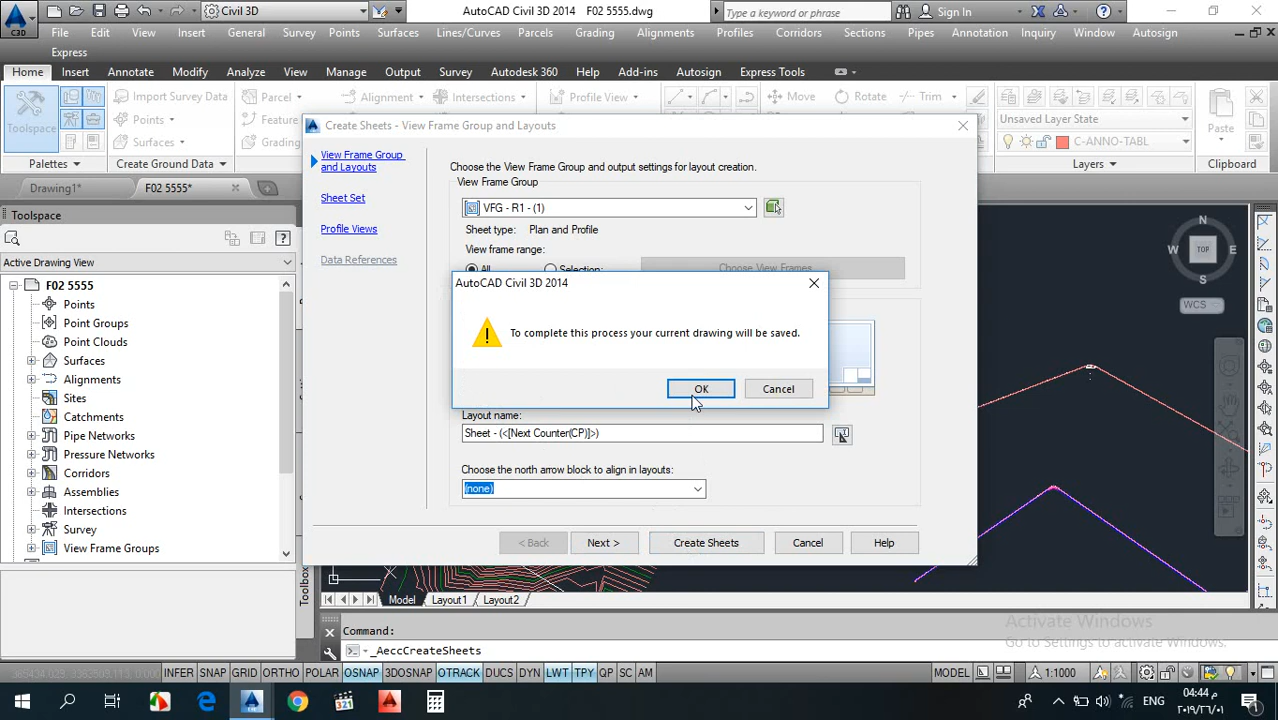 C3D
Civil 3D
AutoCAD Civil 3D 2014 F02 5555.dwg
Type a keyword or phrase
Sign In
File Edit View Insert General Survey Points Surfaces Lines/Curves Parcels Grading Alignments Profiles Corridors Sections Pipes Annotation Inquiry Window Autosign
Express
Home Insert Annotate Modify Analyze View Manage Output Survey Autodesk 360 Help Add-ins Autosign Express Tools
Toolspace
Import Survey Data
Points
Surfaces
Parcel
Feature
Grading
Alignment
Intersections
Profile View
Move
Rotate
Trim
Unsaved Layer State
C-ANNO-TABL
Paste
Palettes
Create Ground Data
Layers
Clipboard
Drawing1*
F02 5555*
Toolspace
Active Drawing View
F02 5555
Points
Point Groups
Point Clouds
Surfaces
Alignments
Sites
Catchments
Pipe Networks
Pressure Networks
Corridors
Assemblies
Intersections
Survey
View Frame Groups
Toolbox
Create Sheets - View Frame Group and Layouts
View Frame Group
and Layouts
Sheet Set
Profile Views
Data References
Choose the View Frame Group and output settings for layout creation.
View Frame Group
VFG - R1 - (1)
Sheet type: Plan and Profile
View frame range:
All
Selection:
Choose View Frames
AutoCAD Civil 3D 2014
To complete this process your current drawing will be saved.
OK
Cancel
Layout name:
Sheet - (<[Next Counter(CP)]>)
Choose the north arrow block to align in layouts:
(none)
< Back
Next >
Create Sheets
Cancel
Help
N
W
TOP
E
S
WCS
Model Layout1 Layout2
Activate Windows
Go to Settings to activate Windows.
Command:
_AeccCreateSheets
INFER SNAP GRID ORTHO POLAR OSNAP 3DOSNAP OTRACK DUCS DYN LWT TPY QP SC AM
MODEL
1:1000
321
ENG
04:44 م
٢٠١٩/٢٦/٠١
1